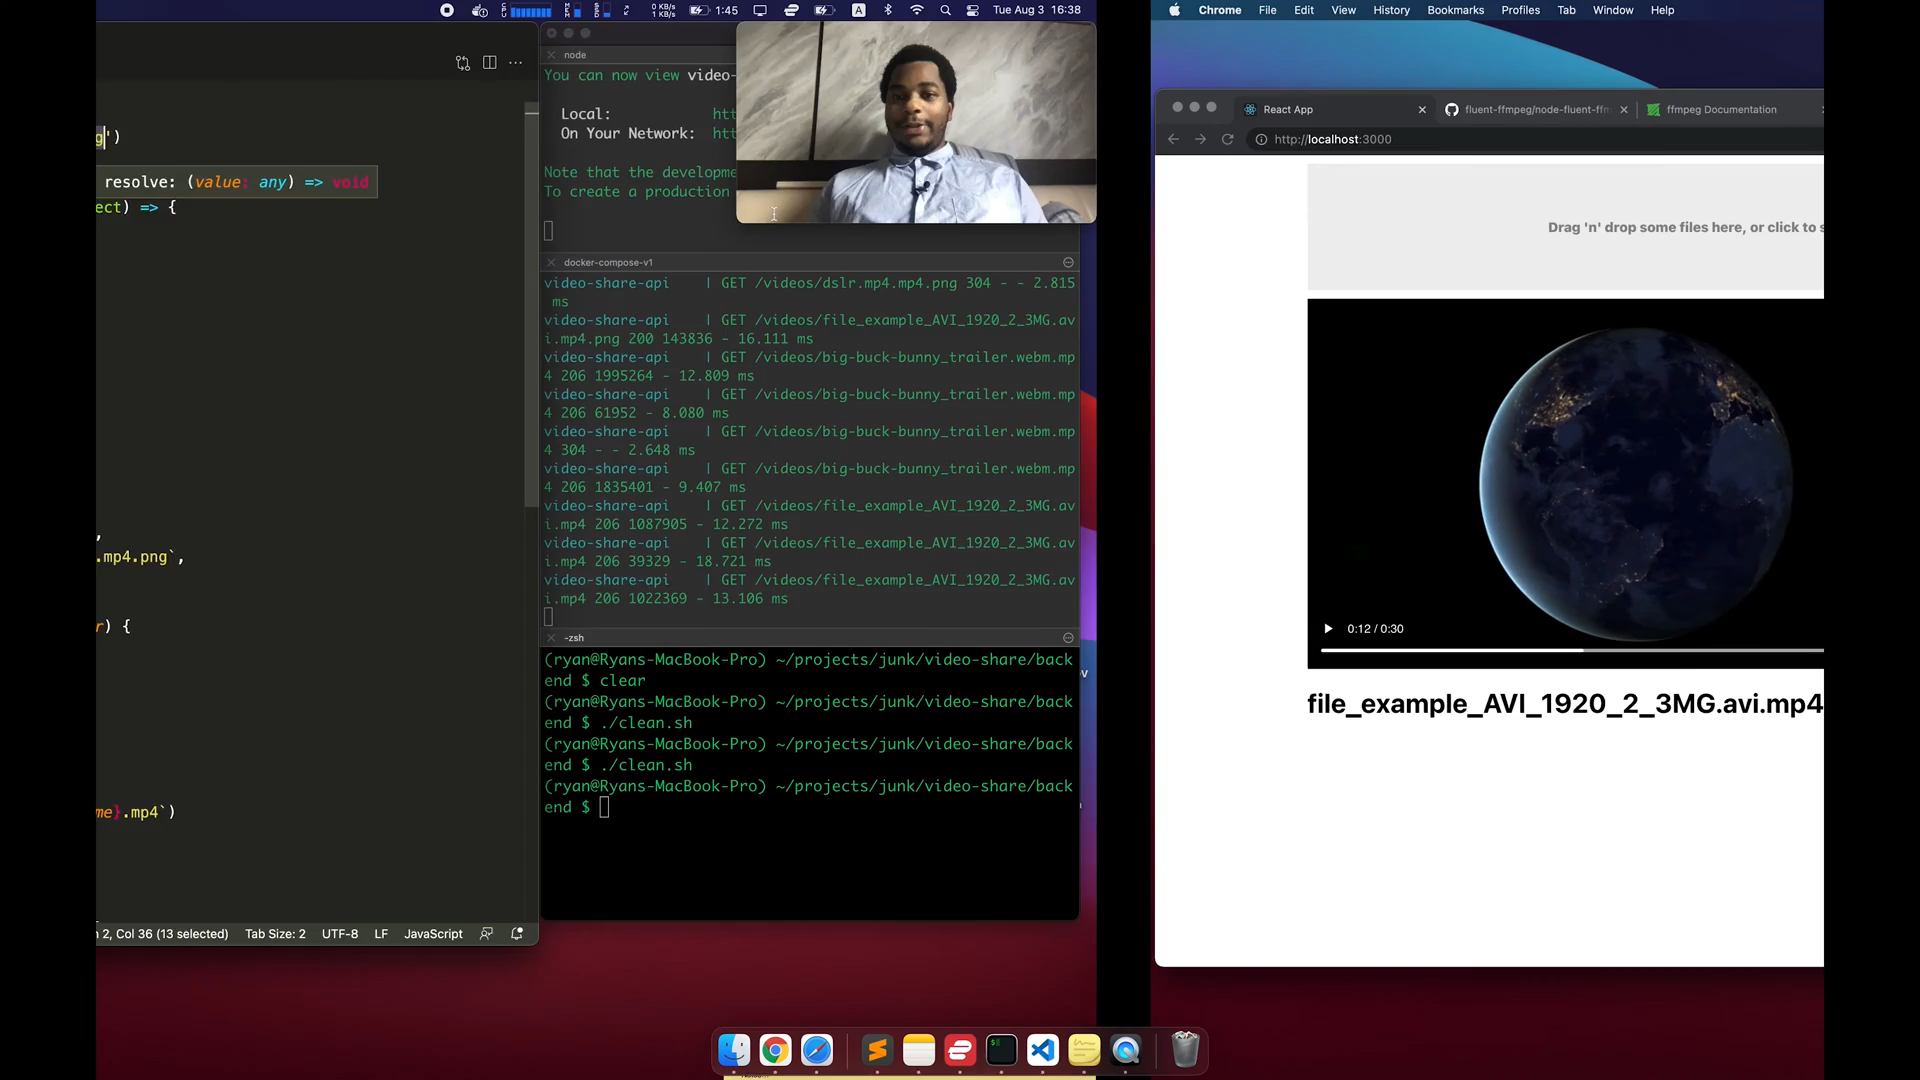 1:45
0 KB/s
1 KB/s
A
Tue Aug 3 16:38
g')
resolve: (value: any) => void
ect) => {
,
.mp4.png`,
r) {
me}.mp4`)
2, Col 36 (13 selected)
Tab Size: 2
UTF-8
LF
JavaScript
node
You can now view video-
Local: htt
On Your Network: htt
Note that the developme
To create a production
docker-compose-v1
video-share-api | GET /videos/dslr.mp4.mp4.png 304 - - 2.815
ms
video-share-api | GET /videos/file_example_AVI_1920_2_3MG.av
i.mp4.png 200 143836 - 16.111 ms
video-share-api | GET /videos/big-buck-bunny_trailer.webm.mp
4 206 1995264 - 12.809 ms
video-share-api | GET /videos/big-buck-bunny_trailer.webm.mp
4 206 61952 - 8.080 ms
video-share-api | GET /videos/big-buck-bunny_trailer.webm.mp
4 304 - - 2.648 ms
video-share-api | GET /videos/big-buck-bunny_trailer.webm.mp
4 206 1835401 - 9.407 ms
video-share-api | GET /videos/file_example_AVI_1920_2_3MG.av
i.mp4 206 1087905 - 12.272 ms
video-share-api | GET /videos/file_example_AVI_1920_2_3MG.av
i.mp4 206 39329 - 18.721 ms
video-share-api | GET /videos/file_example_AVI_1920_2_3MG.av
i.mp4 206 1022369 - 13.106 ms
-zsh
(ryan@Ryans-MacBook-Pro) ~/projects/junk/video-share/back
end $ clear
(ryan@Ryans-MacBook-Pro) ~/projects/junk/video-share/back
end $ ./clean.sh
(ryan@Ryans-MacBook-Pro) ~/projects/junk/video-share/back
end $ ./clean.sh
(ryan@Ryans-MacBook-Pro) ~/projects/junk/video-share/back
end $
Chrome File Edit View History Bookmarks Profiles Tab Window Help
React App
fluent-ffmpeg/node-fluent-ffm
ffmpeg Documentation
http://localhost:3000
Drag 'n' drop some files here, or click to s
0:12 / 0:30
file_example_AVI_1920_2_3MG.avi.mp4